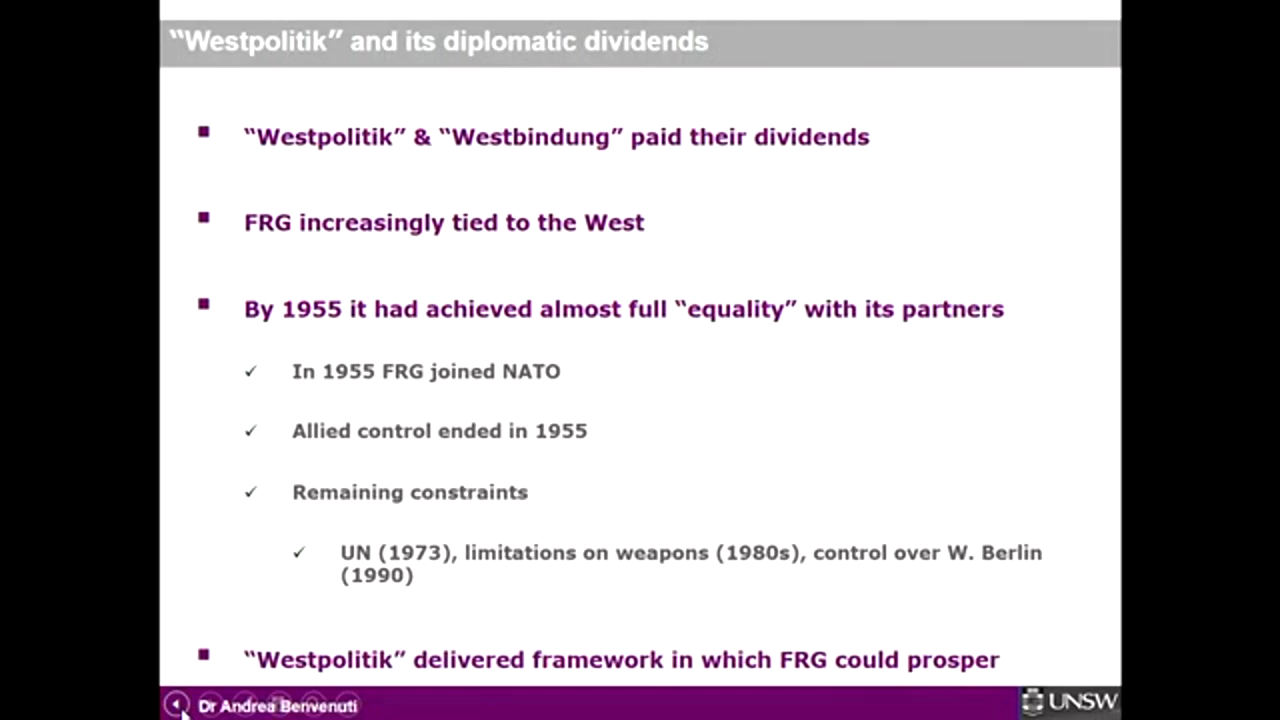 “Westpolitik” and its diplomatic dividends
“Westpolitik” & “Westbindung” paid their dividends
FRG increasingly tied to the West
By 1955 it had achieved almost full “equality” with its partners
In 1955 FRG joined NATO
Allied control ended in 1955
Remaining constraints
UN (1973), limitations on weapons (1980s), control over W. Berlin
(1990)
“Westpolitik” delivered framework in which FRG could prosper
Dr Andrea Benvenuti
UNSW